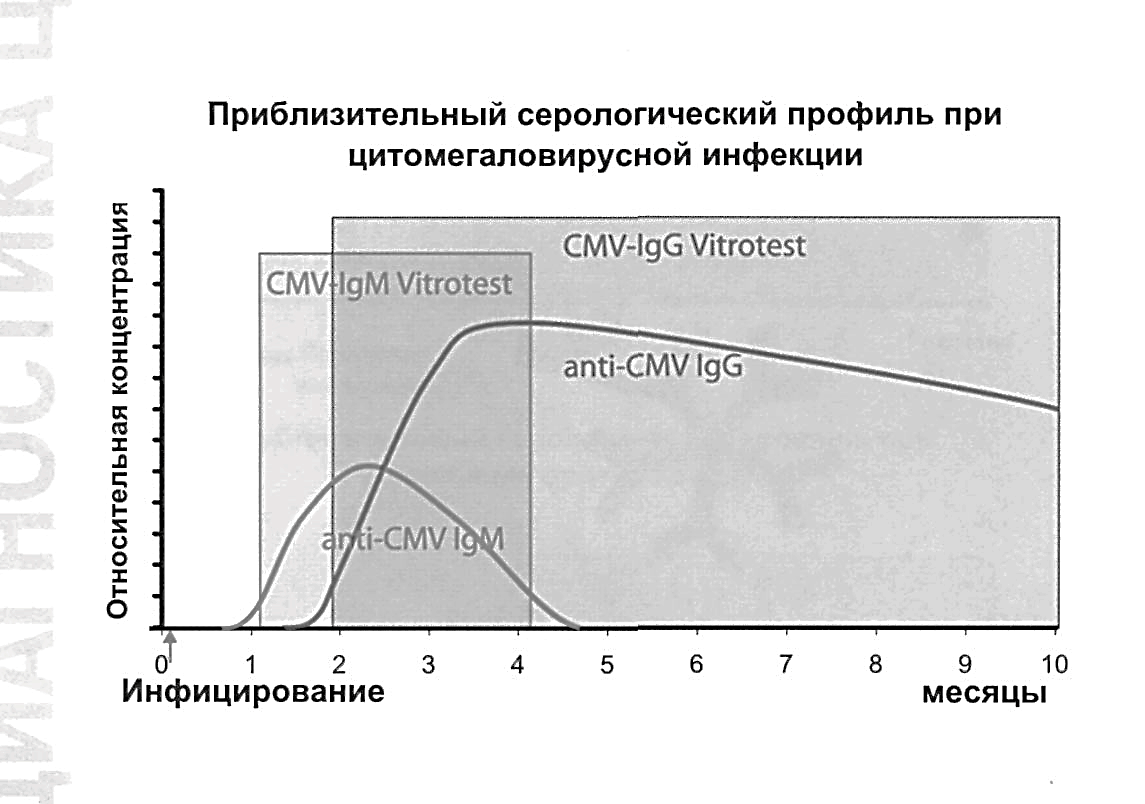 Приблизительный серологический профиль при
цитомегаловирусной инфекции
Относительная концентрация
CMV-IgG Vitrotest
CMV-IgM Vitrotest
anti-CMV IgG
anti-CMV IgM
0 1 2 3 4 5 6 7 8 9 10
Инфицирование месяцы